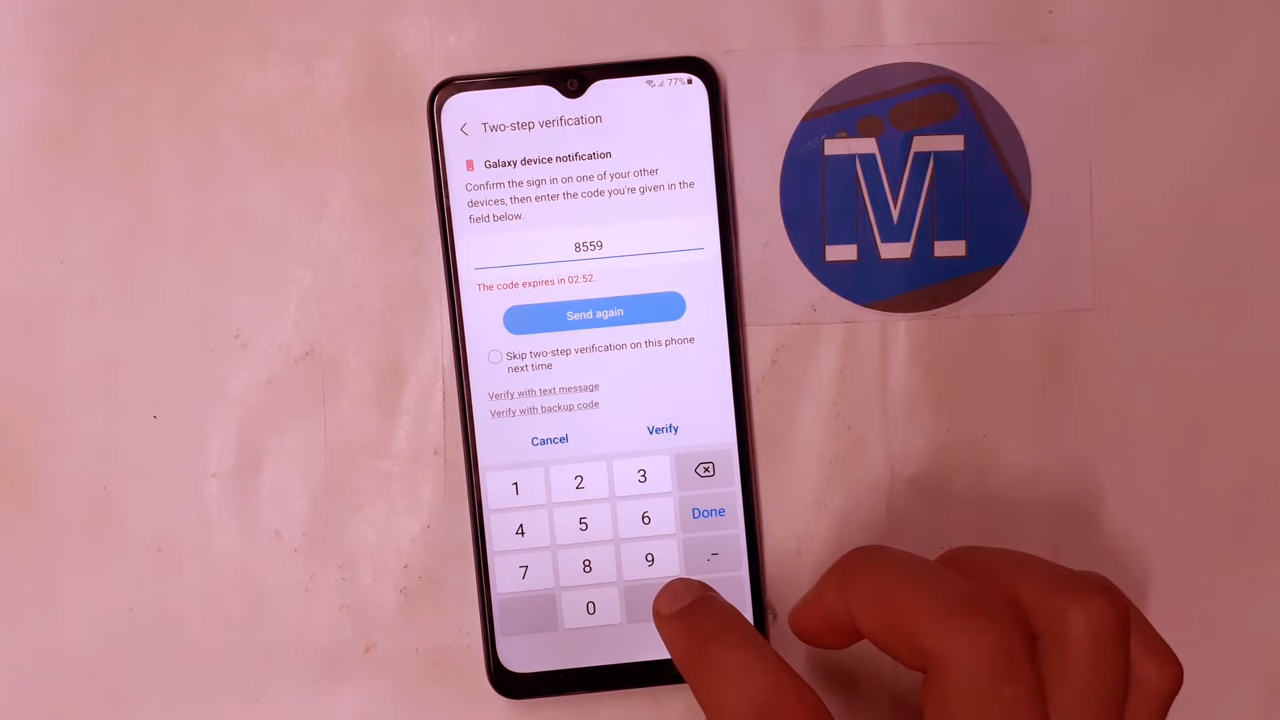 77%
Two-step verification
Galaxy device notification
Confirm the sign in on one of your other
devices, then enter the code you're given in the
field below.
8559
The code expires in 02:52.
Send again
Skip two-step verification on this phone
next time
Verify with text message
Verify with backup code
Cancel
Verify
1
2
3
4
5
6
Done
7
8
9
.-
0
M